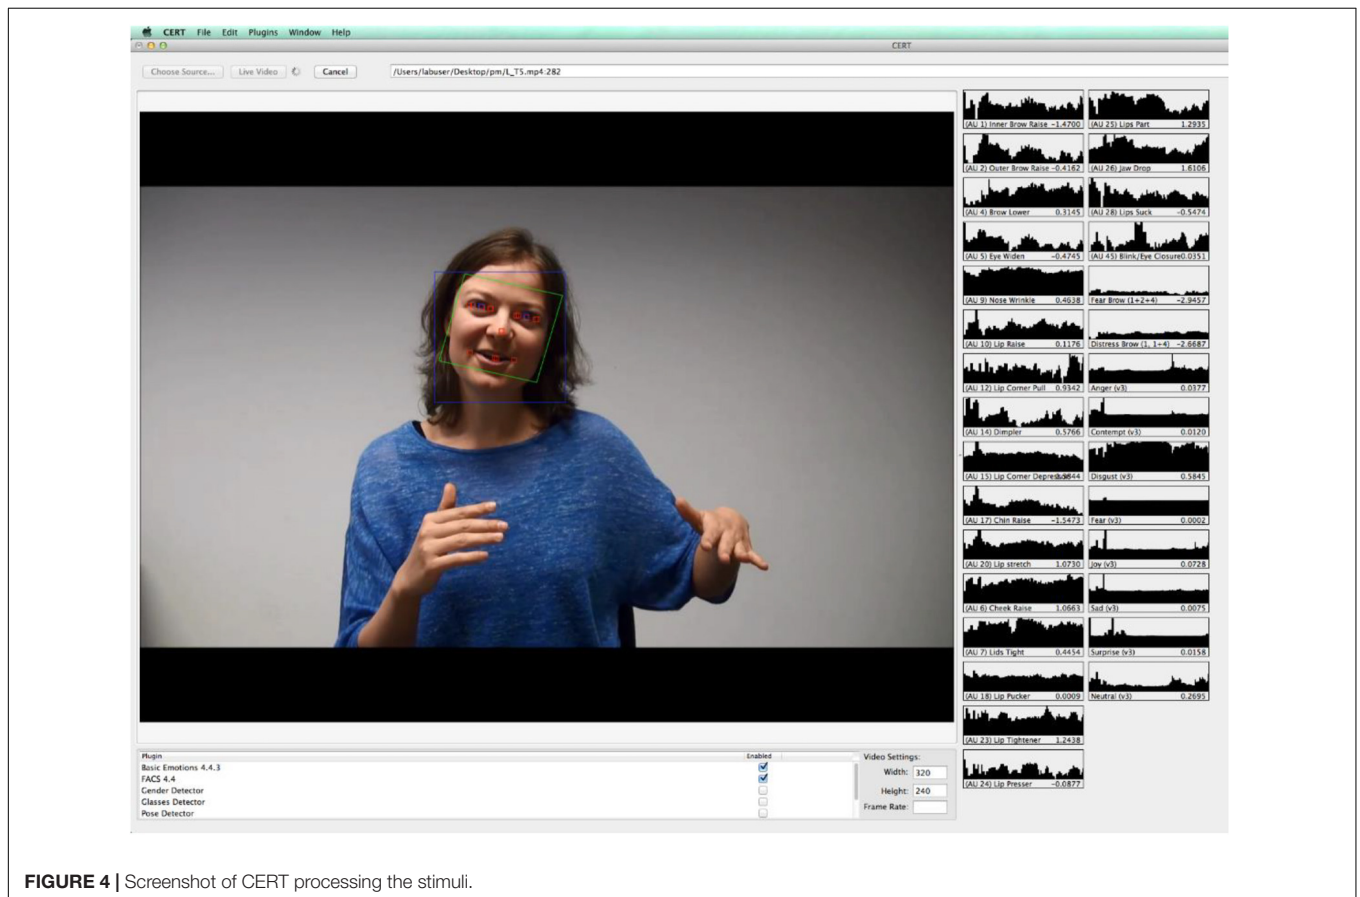 CERT File Edit Plugins Window Help
CERT
Choose Source... Live Video Cancel /Users/labuser/Desktop/pm/L_T5.mp4:282
(AU 1) Inner Brow Raise -1.4700 (AU 25) Lips Part 1.2935
(AU 2) Outer Brow Raise -0.4162 (AU 26) Jaw Drop 1.6106
(AU 4) Brow Lower 0.3145 (AU 28) Lips Suck -0.5474
(AU 5) Eye Widen -0.4745 (AU 45) Blink/Eye Closure0.0351
(AU 9) Nose Wrinkle 0.4638 Fear Brow (1+2+4) -2.9457
(AU 10) Lip Raise 0.1176 Distress Brow (1, 1+4) -2.6687
(AU 12) Lip Corner Pull 0.9342 Anger (v3) 0.0377
(AU 14) Dimpler 0.5766 Contempt (v3) 0.0120
(AU 15) Lip Corner Disgust (v3) 0.5845
(AU 17) Chin Raise -1.5473 Fear (v3) 0.0002
(AU 20) Lip stretch 1.0730 Joy (v3) 0.0728
(AU 6) Cheek Raise 1.0663 Sad (v3) 0.0075
(AU 7) Lids Tight 0.4454 Surprise (v3) 0.0158
(AU 18) Lip Pucker 0.0009 Neutral (v3) 0.2695
(AU 23) Lip Tightener 1.2438
(AU 24) Lip Presser -0.0877
Plugin Enabled
Basic Emotions 4.4.3
FACS 4.4
Gender Detector
Glasses Detector
Pose Detector
Video Settings:
Width: 320
Height: 240
Frame Rate:
FIGURE 4 | Screenshot of CERT processing the stimuli.